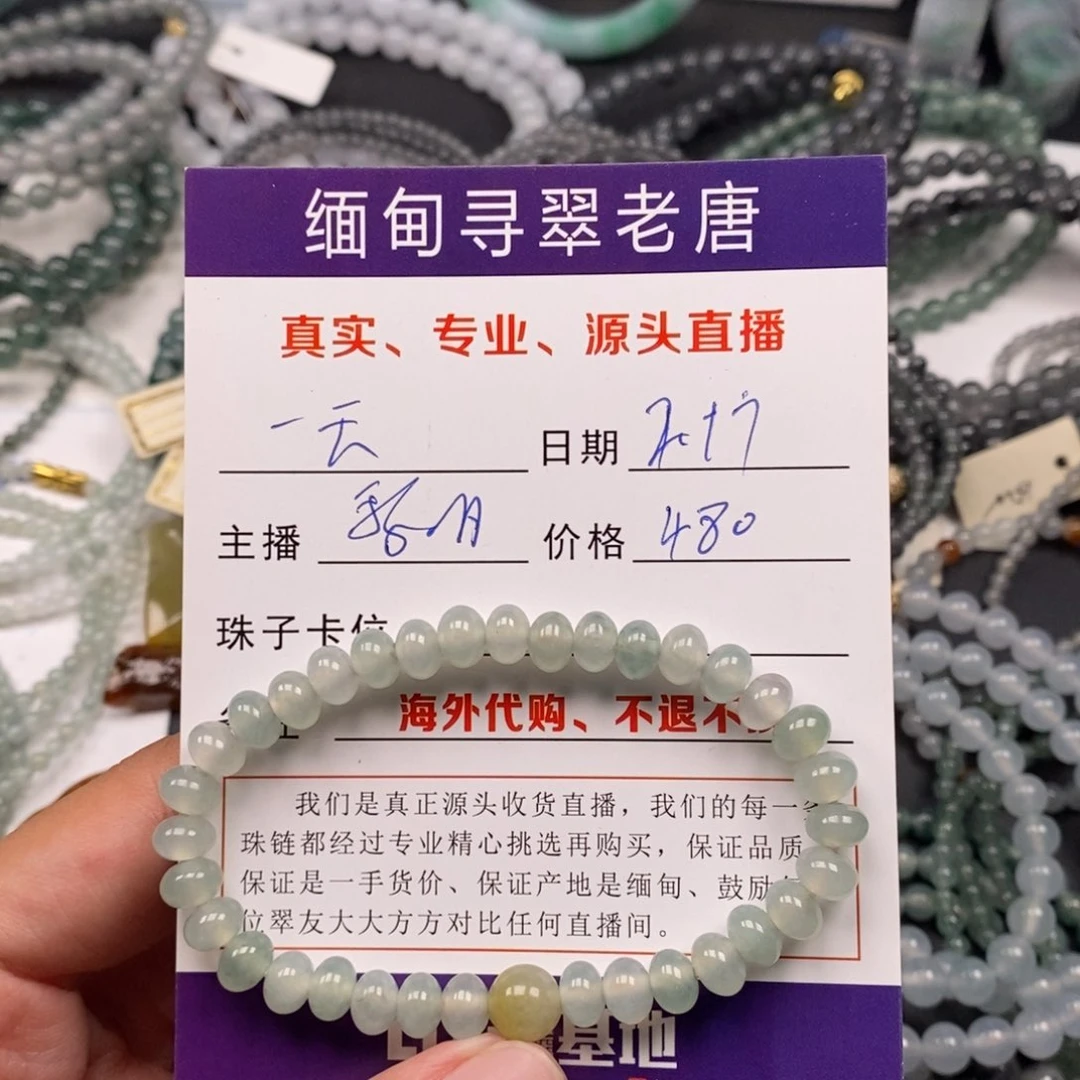 缅甸寻翠老唐
真实、专业、源头直播
一天 日期
主播 价格 480
珠子卡位
海外代购、不退不
我们是真正源头收货直播，我们的每一条
珠链都经过专业精心挑选再购买，保证品质
保证是一手货价、保证产地是缅甸、鼓励
位翠友大大方方对比任何直播间。
基地